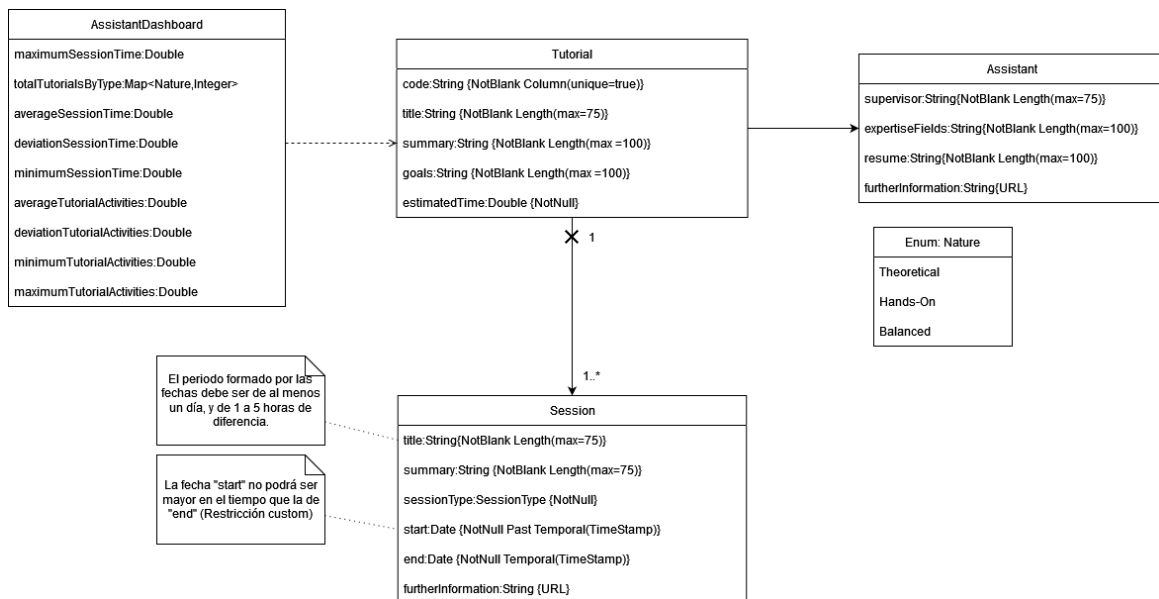 AssistantDashboard
maximumSessionTime:Double
totalTutorialsByType:Map<Nature,Integer>
averageSessionTime:Double
deviationSessionTime:Double
minimumSessionTime:Double
averageTutorialActivities:Double
deviationTutorialActivities:Double
minimumTutorialActivities:Double
maximumTutorialActivities:Double
Tutorial
code:String {NotBlank Column(unique=true)}
title:String {NotBlank Length(max=75)}
summary:String {NotBlank Length(max =100)}
goals:String {NotBlank Length(max =100)}
estimatedTime:Double {NotNull}
Assistant
supervisor:String{NotBlank Length(max=75)}
expertiseFields:String{NotBlank Length(max=100)}
resume:String{NotBlank Length(max=100)}
furtherInformation:String{URL}
1
Enum: Nature
Theoretical
Hands-On
Balanced
El periodo formado por las
fechas debe ser de al menos
un día, y de 1 a 5 horas de
diferencia.
1..*
La fecha "start" no podrá ser
mayor en el tiempo que la de
"end" (Restricción custom)
Session
title:String{NotBlank Length(max=75)}
summary:String {NotBlank Length(max=75)}
sessionType:SessionType {NotNull}
start:Date {NotNull Past Temporal(TimeStamp)}
end:Date {NotNull Temporal(TimeStamp)}
furtherInformation:String {URL}